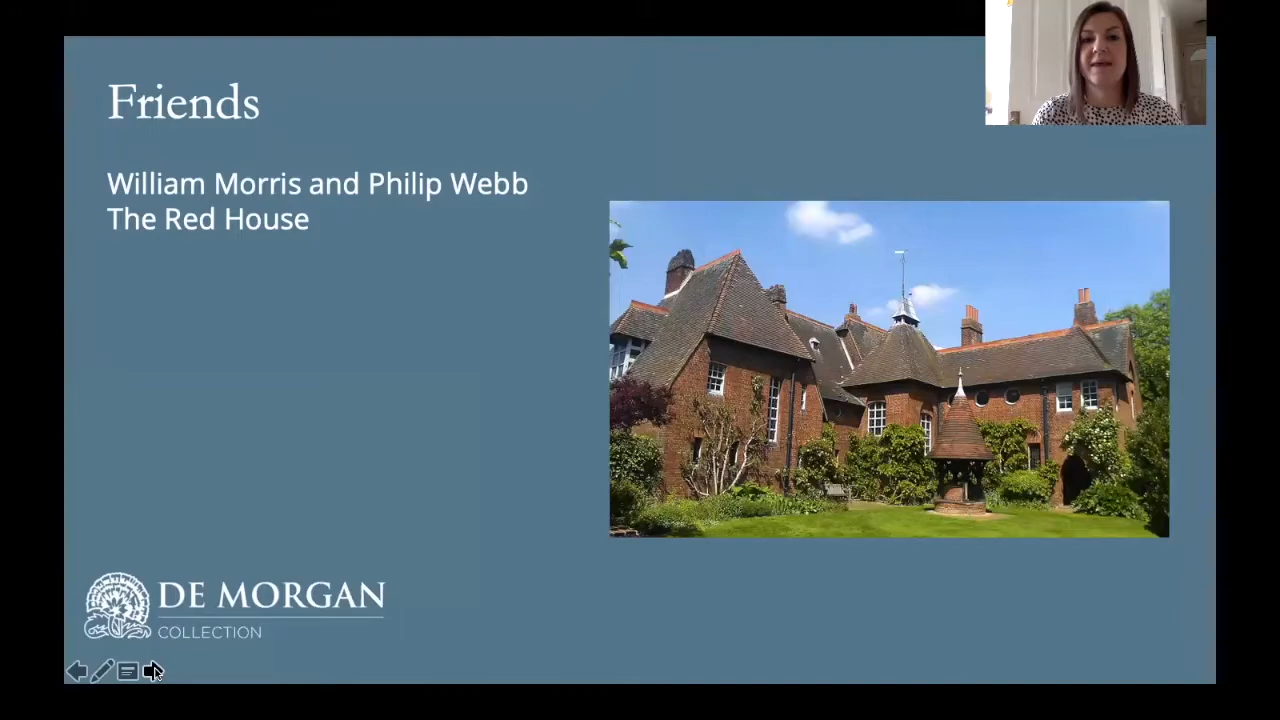 Friends
William Morris and Philip Webb
The Red House
DE MORGAN
COLLECTION